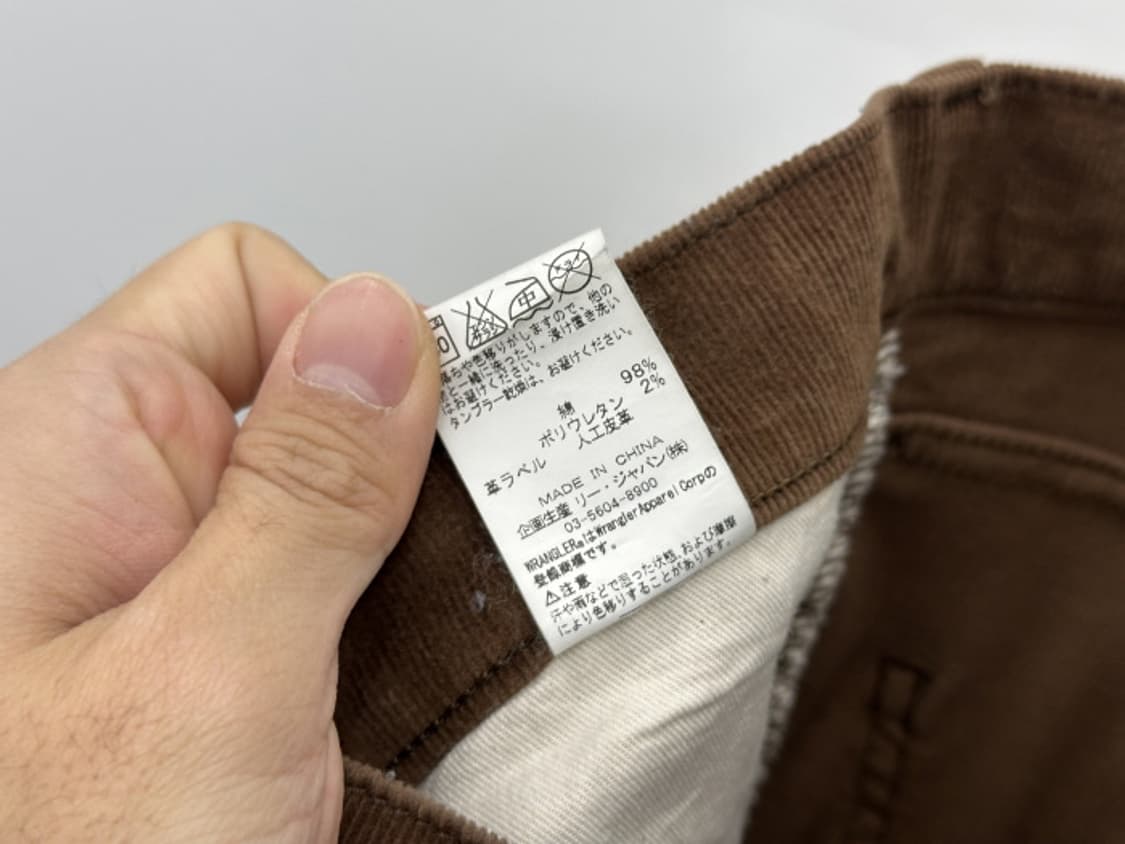 ドライ
中
落ちや色移りがしますので、他の
と一緒に洗ったり、浸け置き洗い
はお避けください。
タンブラー乾燥は、お避けください。
綿 98%
ポリウレタン 2%
革ラベル 人工皮革
MADE IN CHINA
企画生産 リー・ジャパン(株)
03-5604-8900
WRANGLER®はWrangler Apparel Corpの
登録商標です。
⚠注意
汗や雨などで湿った状態、および摩擦
により色移りすることがあります。